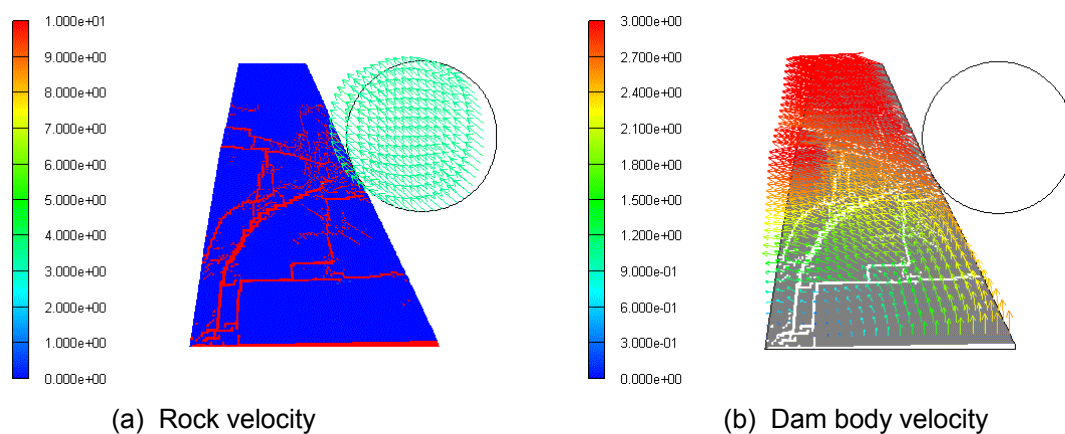 1.000e+01
9.000e+00
8.000e+00
7.000e+00
6.000e+00
5.000e+00
4.000e+00
3.000e+00
2.000e+00
1.000e+00
0.000e+00
3.000e+00
2.700e+00
2.400e+00
2.100e+00
1.800e+00
1.500e+00
1.200e+00
9.000e-01
6.000e-01
3.000e-01
0.000e+00
(a) Rock velocity
(b) Dam body velocity